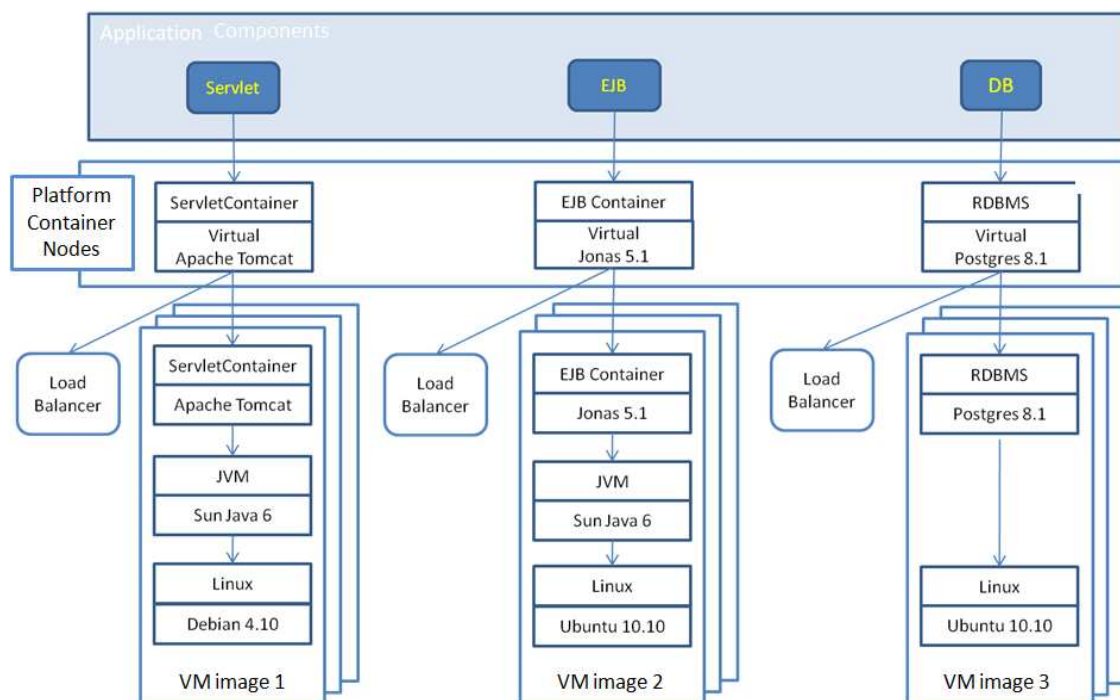 Application Components
Servlet
EJB
DB
Platform
Container
Nodes
ServletContainer
Virtual
Apache Tomcat
EJB Container
Virtual
Jonas 5.1
RDBMS
Virtual
Postgres 8.1
Load
Balancer
ServletContainer
Apache Tomcat
JVM
Sun Java 6
Linux
Debian 4.10
VM image 1
Load
Balancer
EJB Container
Jonas 5.1
JVM
Sun Java 6
Linux
Ubuntu 10.10
VM image 2
Load
Balancer
RDBMS
Postgres 8.1
Linux
Ubuntu 10.10
VM image 3